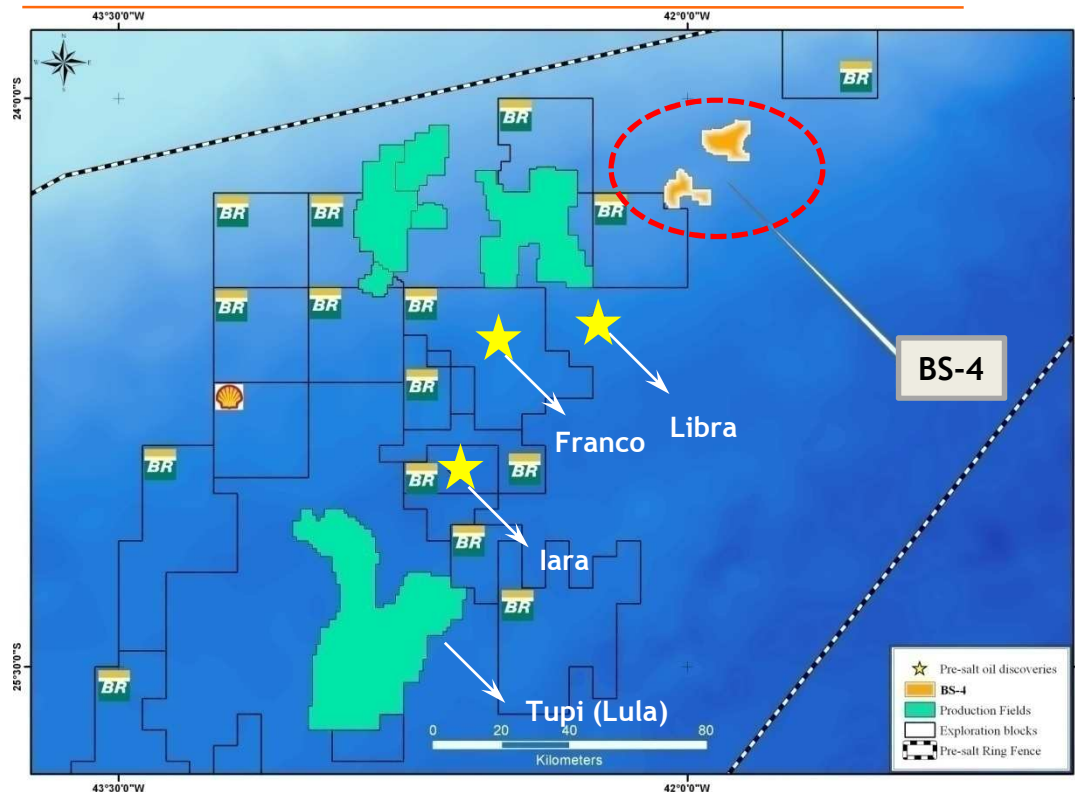 43°30'0"W
42°0'0"W
N
W
E
S
BR
24°0'0"S
BR
BR
BR
BR
BR
BR
BR
BS-4
BR
Libra
Franco
BR
BR
BR
BR
Iara
BR
25°30'0"S
BR
Tupi (Lula)
0
20
40
80
Kilometers
Pre-salt oil discoveries
BS-4
Production Fields
Exploration blocks
Pre-salt Ring Fence
43°30'0"W
42°0'0"W